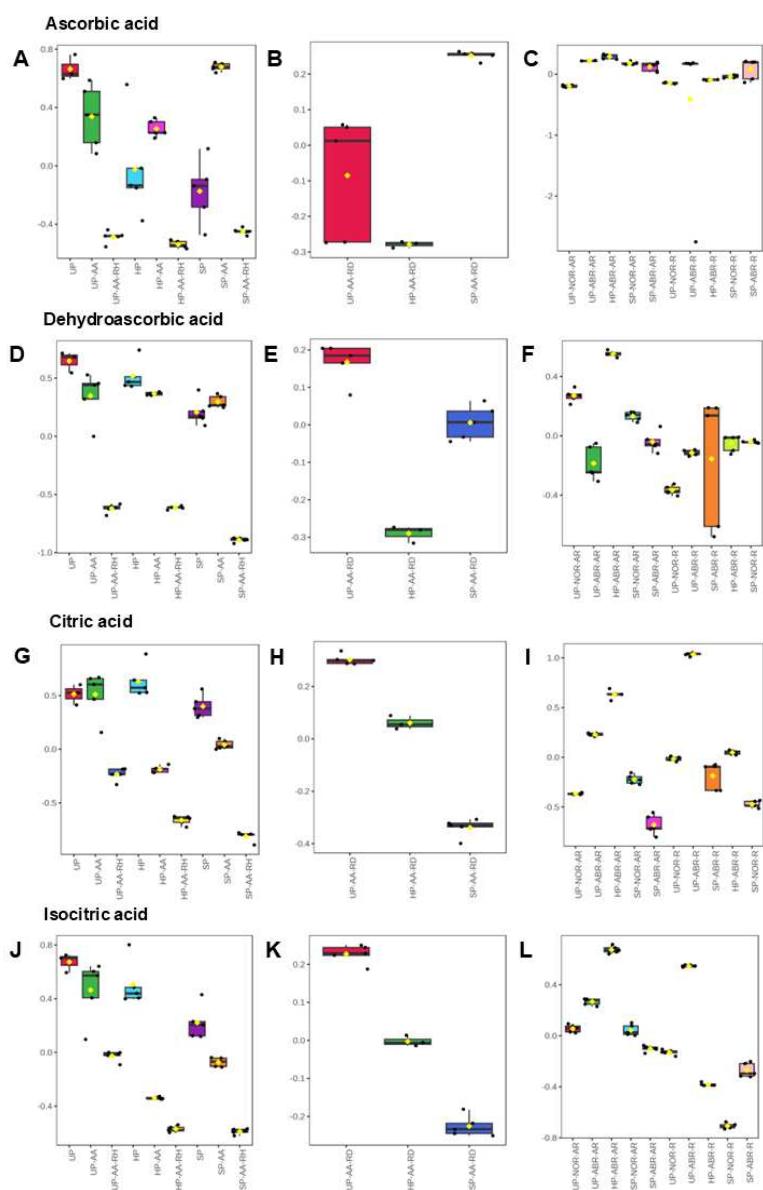 Ascorbic acid
A B C
0.8 0.4 0.0 -0.4
UP UP-AA UP-AA-RH HP HP-AA HP-AA-RH SP SP-AA SP-AA-RH
0.2 0.1 0.0 -0.1 -0.2 -0.3
UP-AA-RD HP-AA-RD SP-AA-RD
0 -1 -2
UP-NOR-AR UP-ABR-AR HP-ABR-AR SP-NOR-AR SP-ABR-AR UP-NOR-R UP-ABR-R HP-ABR-R SP-NOR-R SP-ABR-R
Dehydroascorbic acid
D E F
0.5 0.0 -0.5 -1.0
UP UP-AA UP-AA-RH HP HP-AA HP-AA-RH SP SP-AA SP-AA-RH
0.2 0.1 0.0 -0.1 -0.2 -0.3
UP-AA-RD HP-AA-RD SP-AA-RD
0.4 0.0 -0.4
UP-NOR-AR UP-ABR-AR HP-ABR-AR SP-NOR-AR SP-ABR-AR UP-NOR-R UP-ABR-R SP-ABR-R HP-ABR-R SP-NOR-R
Citric acid
G H I
0.5 0.0 -0.5
UP UP-AA UP-AA-RH HP HP-AA HP-AA-RH SP SP-AA SP-AA-RH
0.2 0.0 -0.2 -0.4
UP-AA-RD HP-AA-RD SP-AA-RD
1.0 0.5 0.0 -0.5
UP-NOR-AR UP-ABR-AR HP-ABR-AR SP-NOR-AR SP-ABR-AR UP-NOR-R UP-ABR-R SP-ABR-R HP-ABR-R SP-NOR-R
Isocitric acid
J K L
0.8 0.4 0.0 -0.4
UP UP-AA UP-AA-RH HP HP-AA HP-AA-RH SP SP-AA SP-AA-RH
0.2 0.1 0.0 -0.1 -0.2
UP-AA-RD HP-AA-RD SP-AA-RD
0.4 0.0 -0.4 -0.8
UP-NOR-AR UP-ABR-AR HP-ABR-AR SP-NOR-AR SP-ABR-AR UP-NOR-R UP-ABR-R HP-ABR-R SP-NOR-R SP-ABR-R